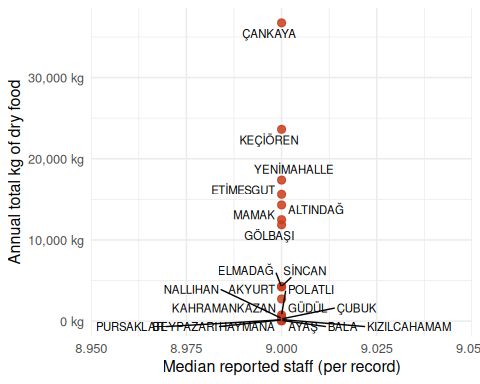 ÇANKAYA
30,000 kg
KEÇİÖREN
20,000 kg
YENİMAHALLE
ETİMESGUT
ALTINDAĞ
MAMAK
10,000 kg
GÖLBAŞI
ELMADAĞ SİNCAN
NALLIHAN AKYURT POLATLI
KAHRAMANKAZAN GÜDÜL ÇUBUK
0 kg
BEYPAZARI HAYMANA AYAŞ BALA KIZILCAHAMAM
8.950 8.975 9.000 9.025 9.05
Median reported staff (per record)
Annual total kg of dry food